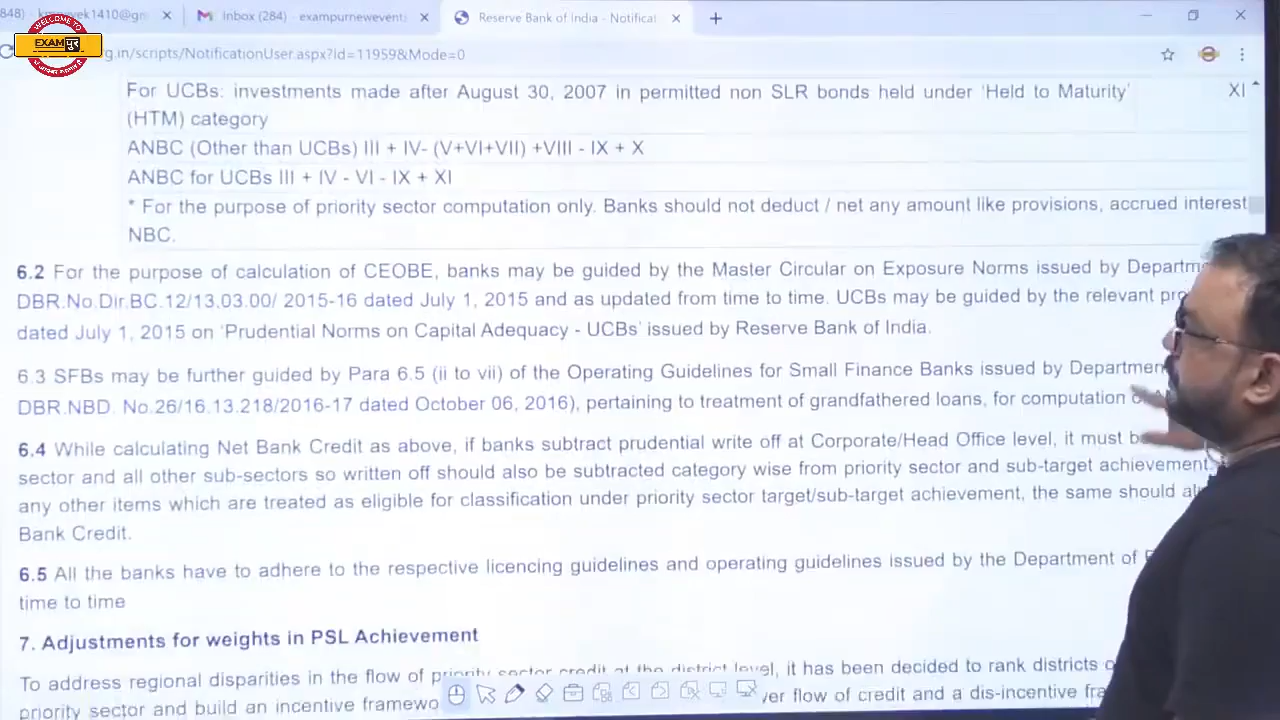 848) kmpavek1410@gm
Inbox (284) - exampurnewevent
Reserve Bank of India - Notificat
WELCOME TO
EXAMपुर
g.in/scripts/NotificationUser.aspx?Id=11959&Mode=0
For UCBs: investments made after August 30, 2007 in permitted non SLR bonds held under 'Held to Maturity' XI
(HTM) category
ANBC (Other than UCBs) III + IV- (V+VI+VII) +VIII - IX + X
ANBC for UCBs III + IV - VI - IX + XI
* For the purpose of priority sector computation only. Banks should not deduct / net any amount like provisions, accrued interest
NBC.
6.2 For the purpose of calculation of CEOBE, banks may be guided by the Master Circular on Exposure Norms issued by Departm
DBR.No.Dir.BC.12/13.03.00/ 2015-16 dated July 1, 2015 and as updated from time to time. UCBs may be guided by the relevant pro
dated July 1, 2015 on 'Prudential Norms on Capital Adequacy - UCBs' issued by Reserve Bank of India.
6.3 SFBs may be further guided by Para 6.5 (ii to vii) of the Operating Guidelines for Small Finance Banks issued by Departmen
DBR.NBD. No.26/16.13.218/2016-17 dated October 06, 2016), pertaining to treatment of grandfathered loans, for computation
6.4 While calculating Net Bank Credit as above, if banks subtract prudential write off at Corporate/Head Office level, it must b
sector and all other sub-sectors so written off should also be subtracted category wise from priority sector and sub-target achievement.
any other items which are treated as eligible for classification under priority sector target/sub-target achievement, the same should al
Bank Credit.
6.5 All the banks have to adhere to the respective licencing guidelines and operating guidelines issued by the Department of
time to time
7. Adjustments for weights in PSL Achievement
To address regional disparities in the flow of priority sector credit at the district level, it has been decided to rank districts o
priority sector and build an incentive framewo ver flow of credit and a dis-incentive fra